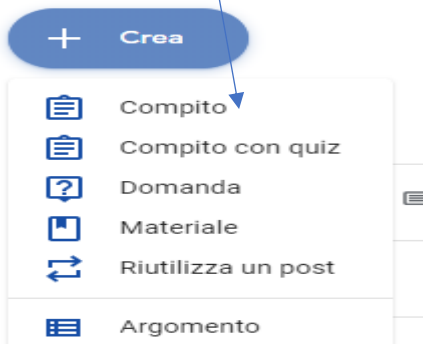 Crea
Compito
Compito con quiz
Domanda
Materiale
Riutilizza un post
Argomento